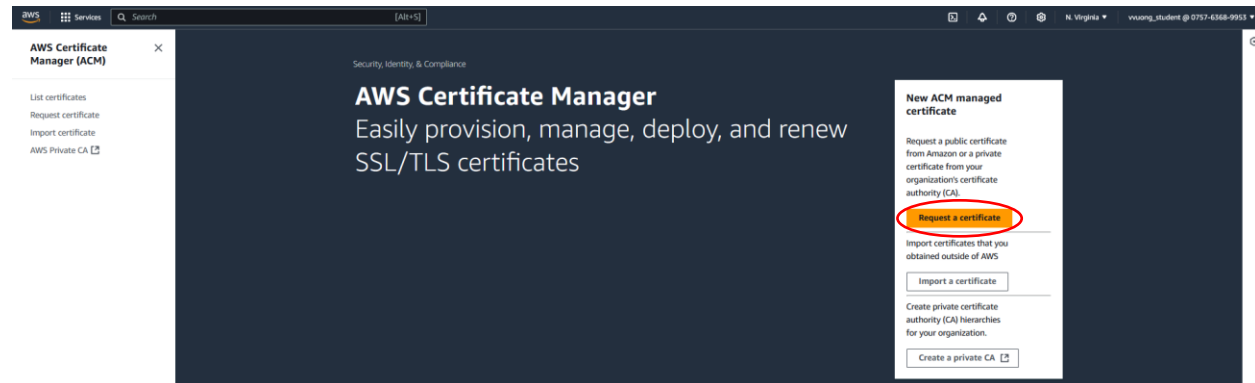 aws
Services
Search
[Alt+S]
N. Virginia
vvuong_student @ 0757-6368-9953
AWS Certificate
Manager (ACM)
List certificates
Request certificate
Import certificate
AWS Private CA
Security, Identity, & Compliance
AWS Certificate Manager
Easily provision, manage, deploy, and renew
SSL/TLS certificates
New ACM managed
certificate
Request a public certificate
from Amazon or a private
certificate from your
organization's certificate
authority (CA).
Request a certificate
Import certificates that you
obtained outside of AWS
Import a certificate
Create private certificate
authority (CA) hierarchies
for your organization.
Create a private CA